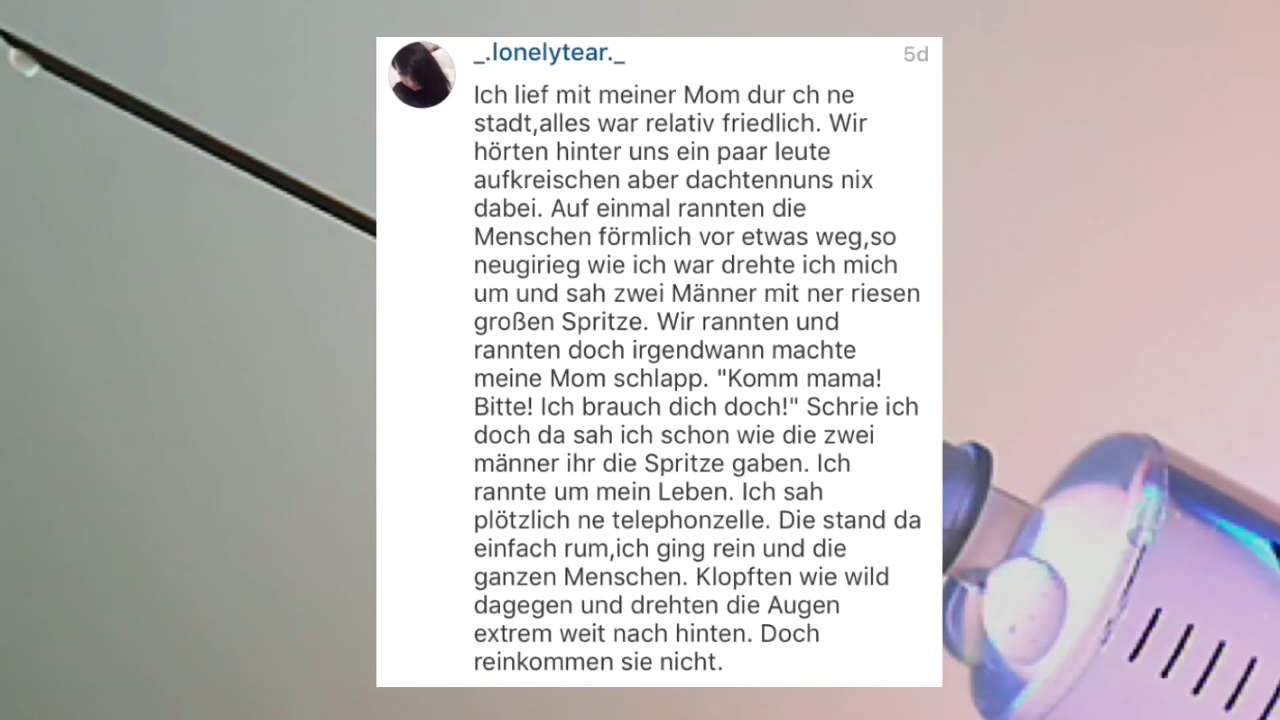 _.lonelytear._ 5d
Ich lief mit meiner Mom dur ch ne
stadt,alles war relativ friedlich. Wir
hörten hinter uns ein paar leute
aufkreischen aber dachtennuns nix
dabei. Auf einmal rannten die
Menschen förmlich vor etwas weg,so
neugirieg wie ich war drehte ich mich
um und sah zwei Männer mit ner riesen
großen Spritze. Wir rannten und
rannten doch irgendwann machte
meine Mom schlapp. "Komm mama!
Bitte! Ich brauch dich doch!" Schrie ich
doch da sah ich schon wie die zwei
männer ihr die Spritze gaben. Ich
rannte um mein Leben. Ich sah
plötzlich ne telephonzelle. Die stand da
einfach rum,ich ging rein und die
ganzen Menschen. Klopften wie wild
dagegen und drehten die Augen
extrem weit nach hinten. Doch
reinkommen sie nicht.